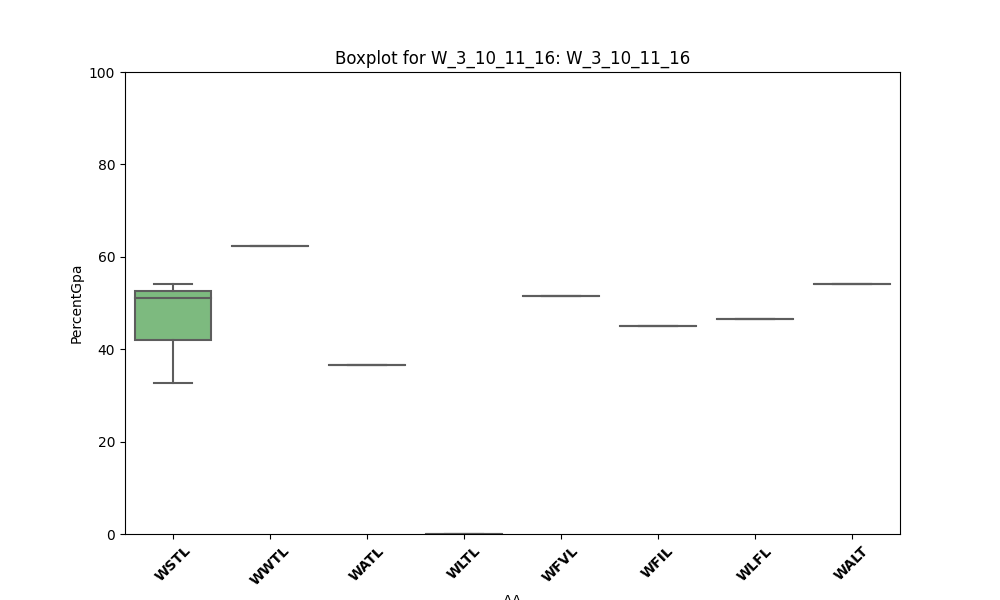 Boxplot for W_3_10_11_16: W_3_10_11_16
100
80
60
40
20
0
PercentGpa
WSTL
WWTL
WATL
WLTL
WFVL
WFIL
WLFL
WALT
AA